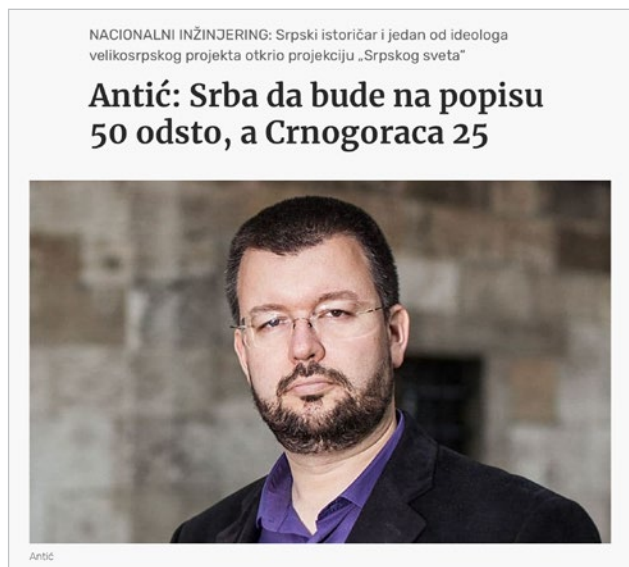 NACIONALNI INŽINJERING: Srpski istoričar i jedan od ideologa
velikosrpskog projekta otkrio projekciju „Srpskog sveta“
Antić: Srba da bude na popisu
50 odsto, a Crnogoraca 25
Antić